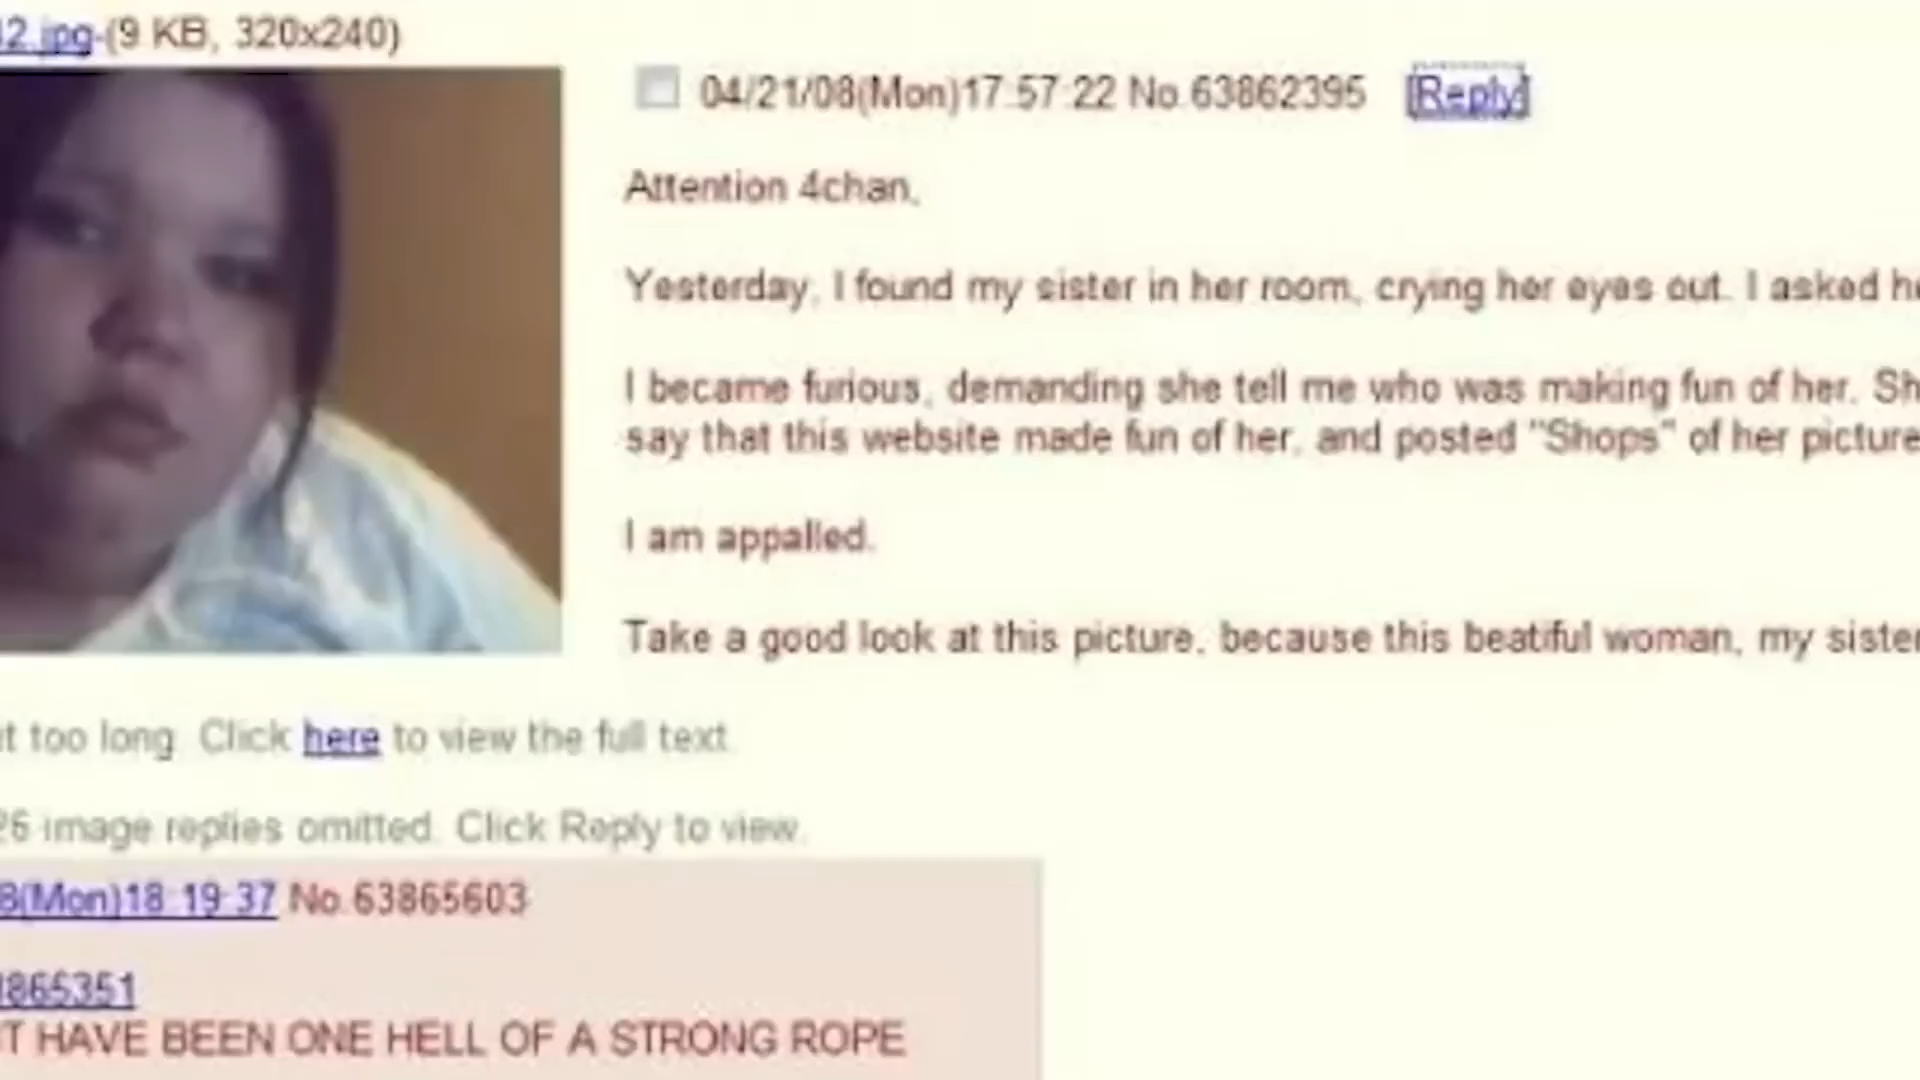 2.jpg-(9 KB, 320x240)
04/21/08(Mon)17:57:22 No.63862395 [Reply]
Attention 4chan,
Yesterday, I found my sister in her room, crying her eyes out. I asked he
I became furious, demanding she tell me who was making fun of her. Sh
say that this website made fun of her, and posted "Shops" of her picture
I am appalled.
Take a good look at this picture, because this beatiful woman, my sister
t too long. Click here to view the full text.
26 image replies omitted. Click Reply to view.
8(Mon)18:19:37 No.63865603
865351
T HAVE BEEN ONE HELL OF A STRONG ROPE